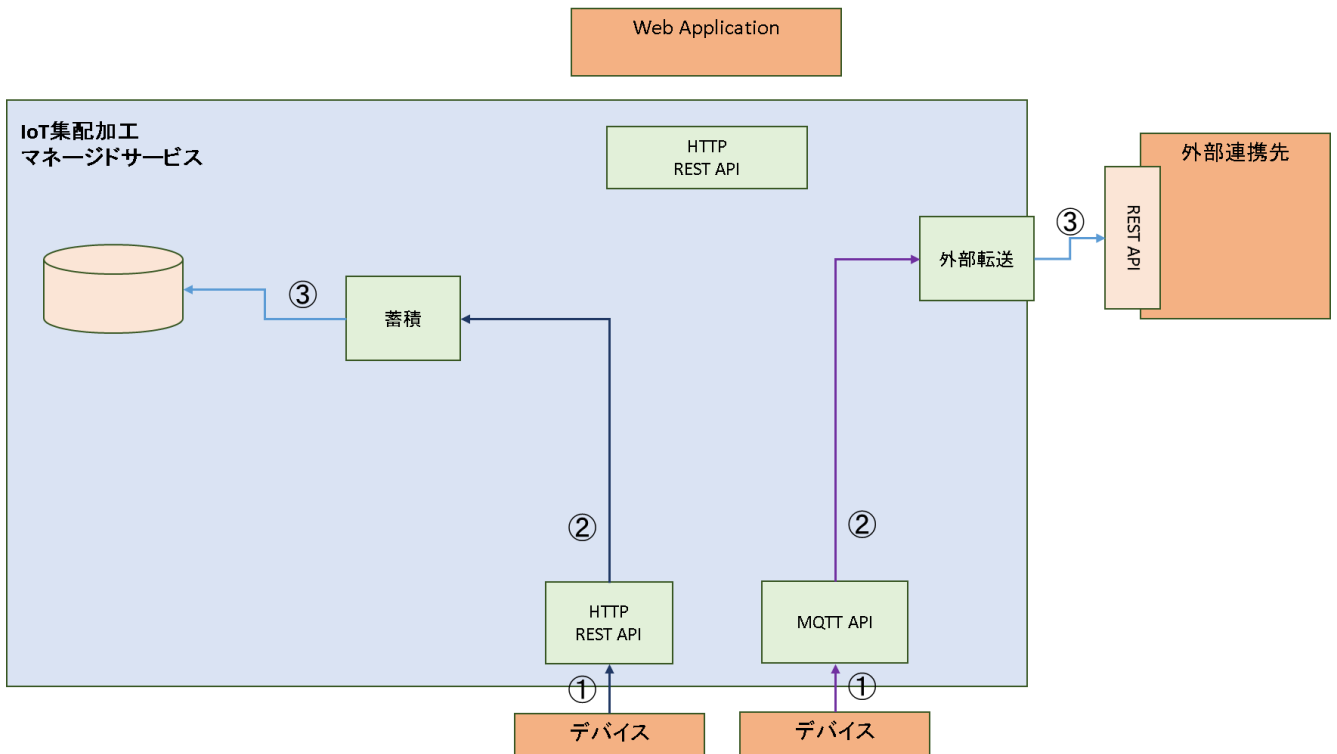 Web Application
IoT集配加工
マネージドサービス
HTTP
REST API
外部連携先
REST API
③
外部転送
③
蓄積
②
②
HTTP
REST API
MQTT API
①
①
デバイス
デバイス